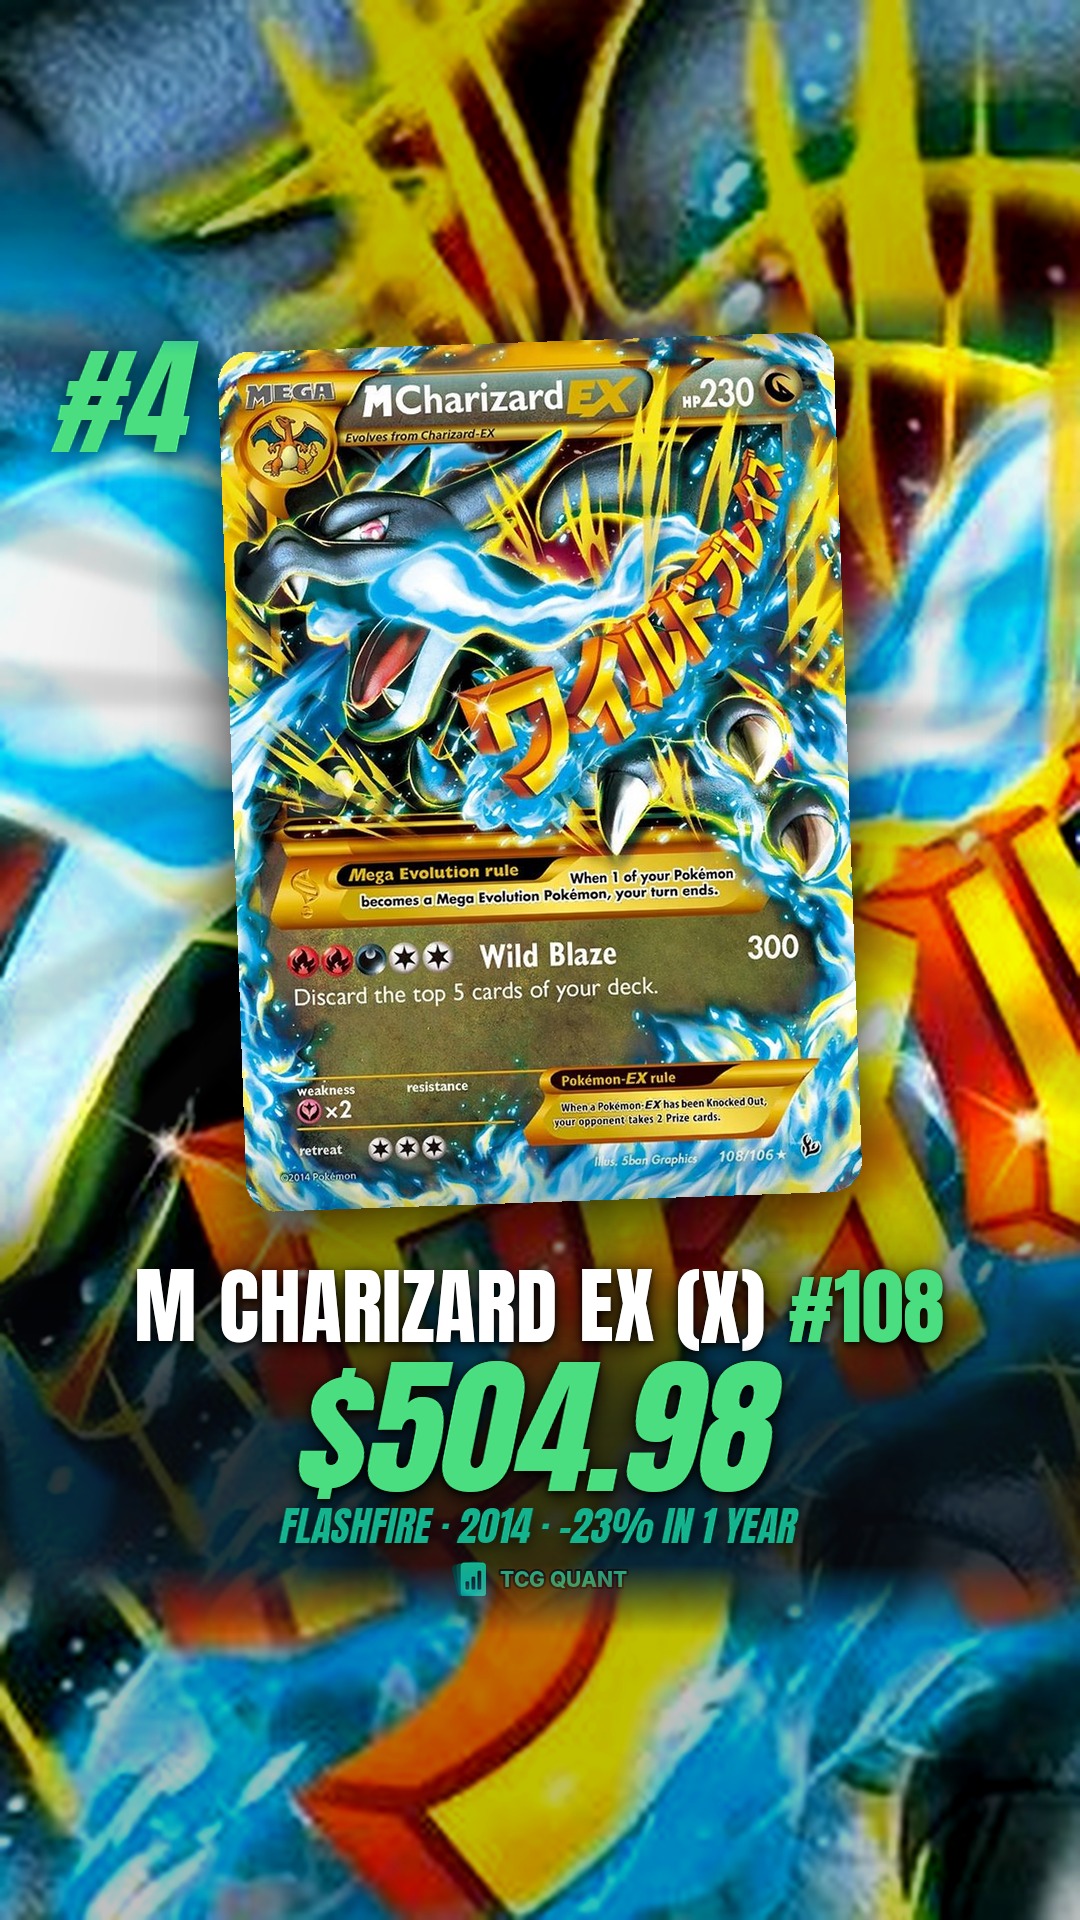 #4
MEGA
M Charizard EX HP230
Evolves from Charizard-EX
ワイルドブレイズ
Mega Evolution rule When 1 of your Pokémon
becomes a Mega Evolution Pokémon, your turn ends.
Wild Blaze 300
Discard the top 5 cards of your deck.
weakness resistance
×2
retreat
Pokémon-EX rule
When a Pokémon-EX has been Knocked Out,
your opponent takes 2 Prize cards.
Illus. 5ban Graphics 108/106 ★
©2014 Pokémon
M CHARIZARD EX (X) #108
$504.98
FLASHFIRE · 2014 · -23% IN 1 YEAR
TCG QUANT